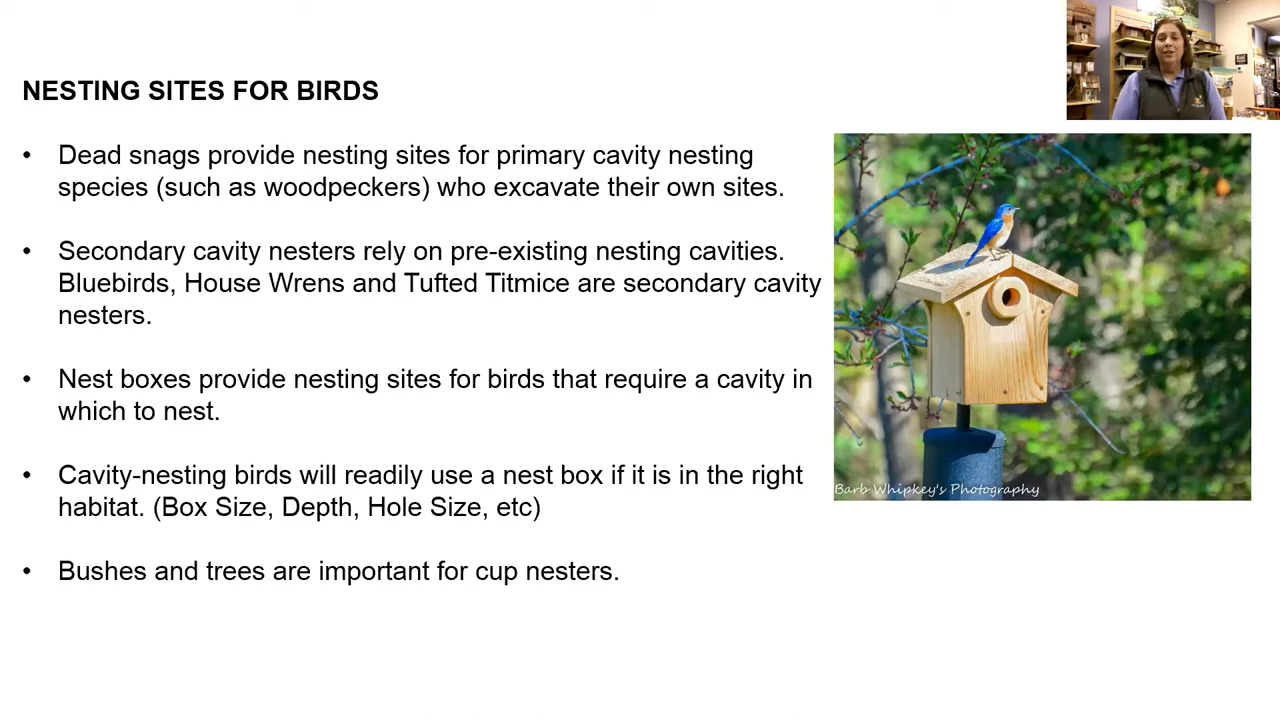 NESTING SITES FOR BIRDS
• Dead snags provide nesting sites for primary cavity nesting
species (such as woodpeckers) who excavate their own sites.
• Secondary cavity nesters rely on pre-existing nesting cavities.
Bluebirds, House Wrens and Tufted Titmice are secondary cavity
nesters.
• Nest boxes provide nesting sites for birds that require a cavity in
which to nest.
• Cavity-nesting birds will readily use a nest box if it is in the right
habitat. (Box Size, Depth, Hole Size, etc)
• Bushes and trees are important for cup nesters.
Barb Whipkey's Photography